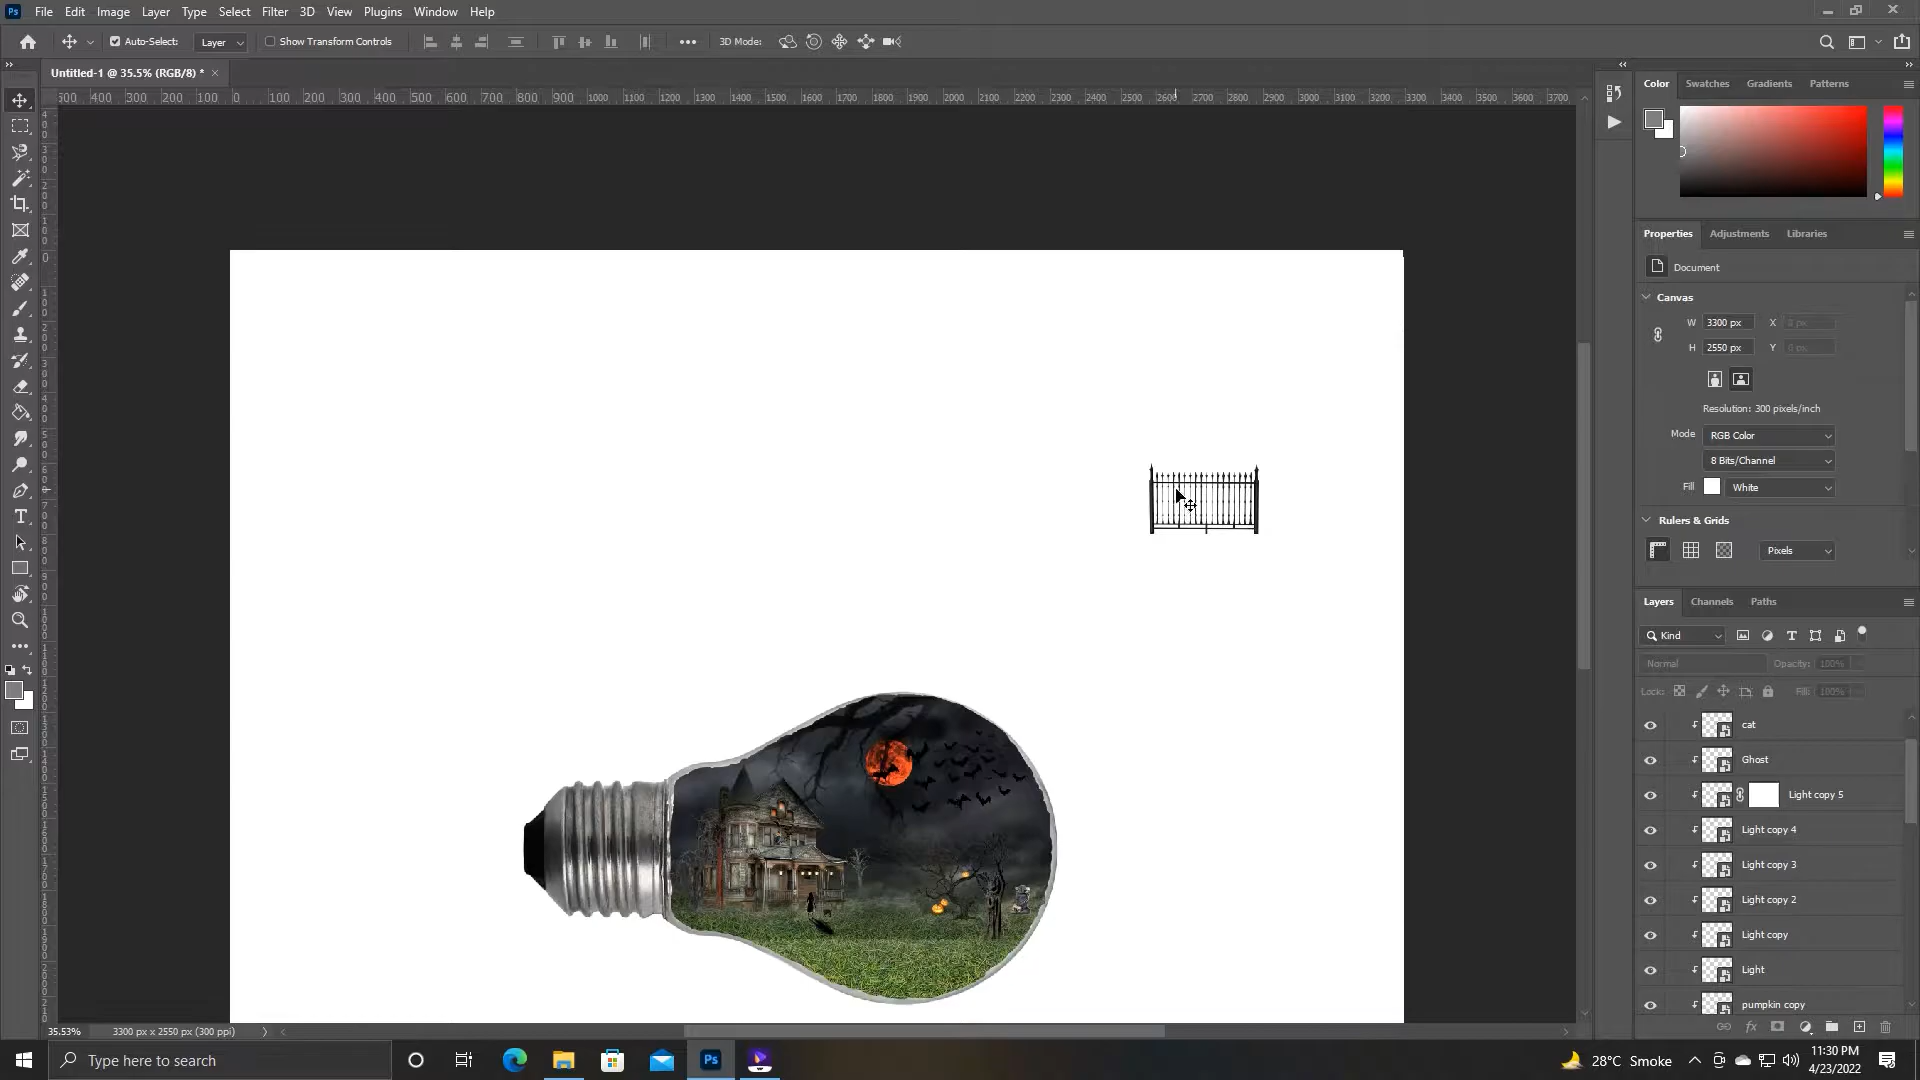 Ps File Edit Image Layer Type Select Filter 3D View Plugins Window Help
Auto-Select: Layer Show Transform Controls 3D Mode:
Untitled-1 @ 35.5% (RGB/8) * ×
400 300 200 100 0 100 200 300 400 500 600 700 800 900 1000 1100 1200 1300 1400 1500 1600 1700 1800 1900 2000 2100 2200 2300 2400 2500 2600 2700 2800 2900 3000 3100 3200 3300 3400 3500 3600 3700
Color Swatches Gradients Patterns
Properties Adjustments Libraries
Document
Canvas
W 3300 px X
H 2550 px Y
Resolution: 300 pixels/inch
Mode RGB Color
8 Bits/Channel
Fill White
Rulers & Grids
Pixels
Layers Channels Paths
Kind
Normal Opacity: 100%
Lock: Fill: 100%
cat
Ghost
Light copy 5
Light copy 4
Light copy 3
Light copy 2
Light copy
Light
pumpkin copy
35.53% 3300 px x 2550 px (300 ppi)
Type here to search
Ps
28°C Smoke
11:30 PM
4/23/2022